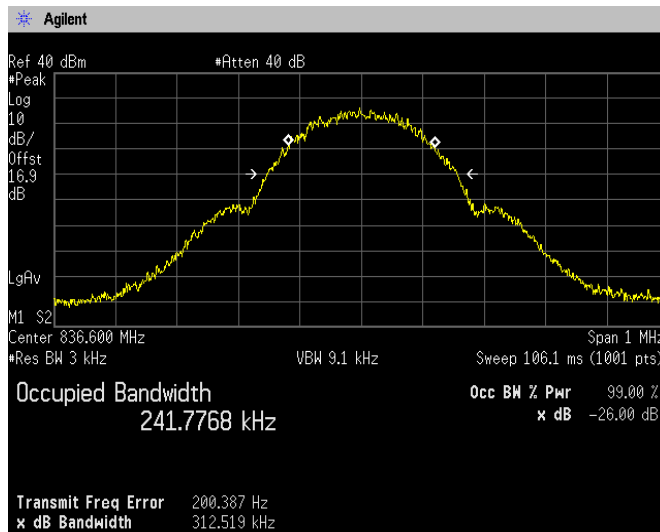 Agilent
Ref 40 dBm #Atten 40 dB
#Peak
Log
10
dB/
Offst
16.9
dB
LgAv
M1 S2
Center 836.600 MHz Span 1 MHz
#Res BW 3 kHz VBW 9.1 kHz Sweep 106.1 ms (1001 pts)
Occupied Bandwidth Occ BW % Pwr 99.00 %
241.7768 kHz x dB -26.00 dB
Transmit Freq Error 200.387 Hz
x dB Bandwidth 312.519 kHz